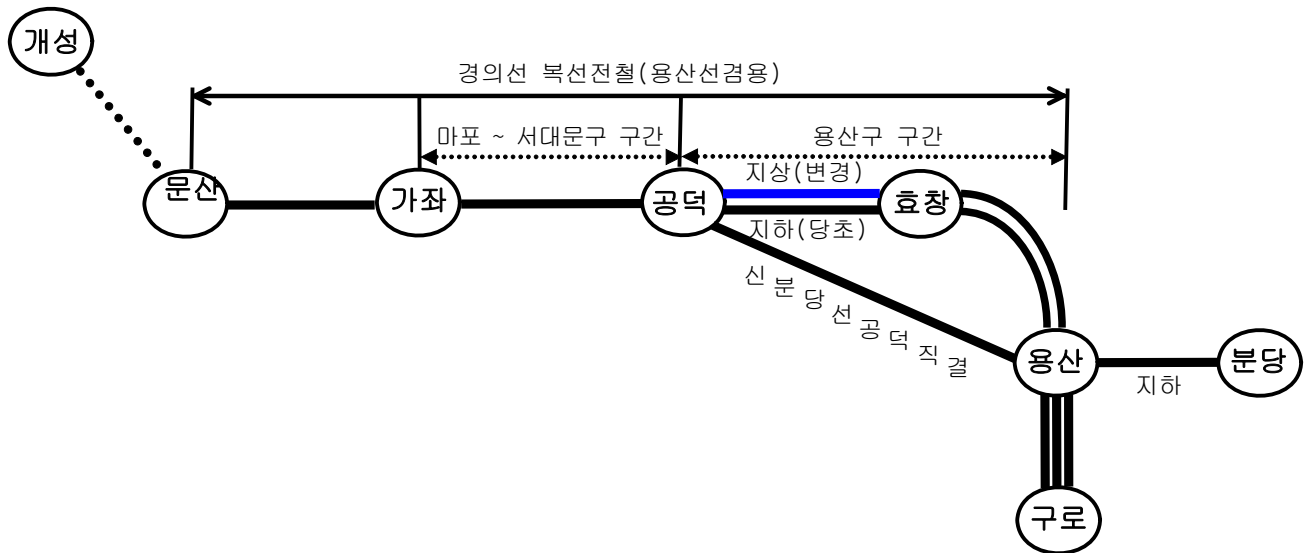 개성
경의선 복선전철(용산선겸용)
마포 ~ 서대문구 구간
용산구 구간
문산
가좌
공덕
지상(변경)
지하(당초)
효창
신분당선공덕직결
용산
지하
분당
구로